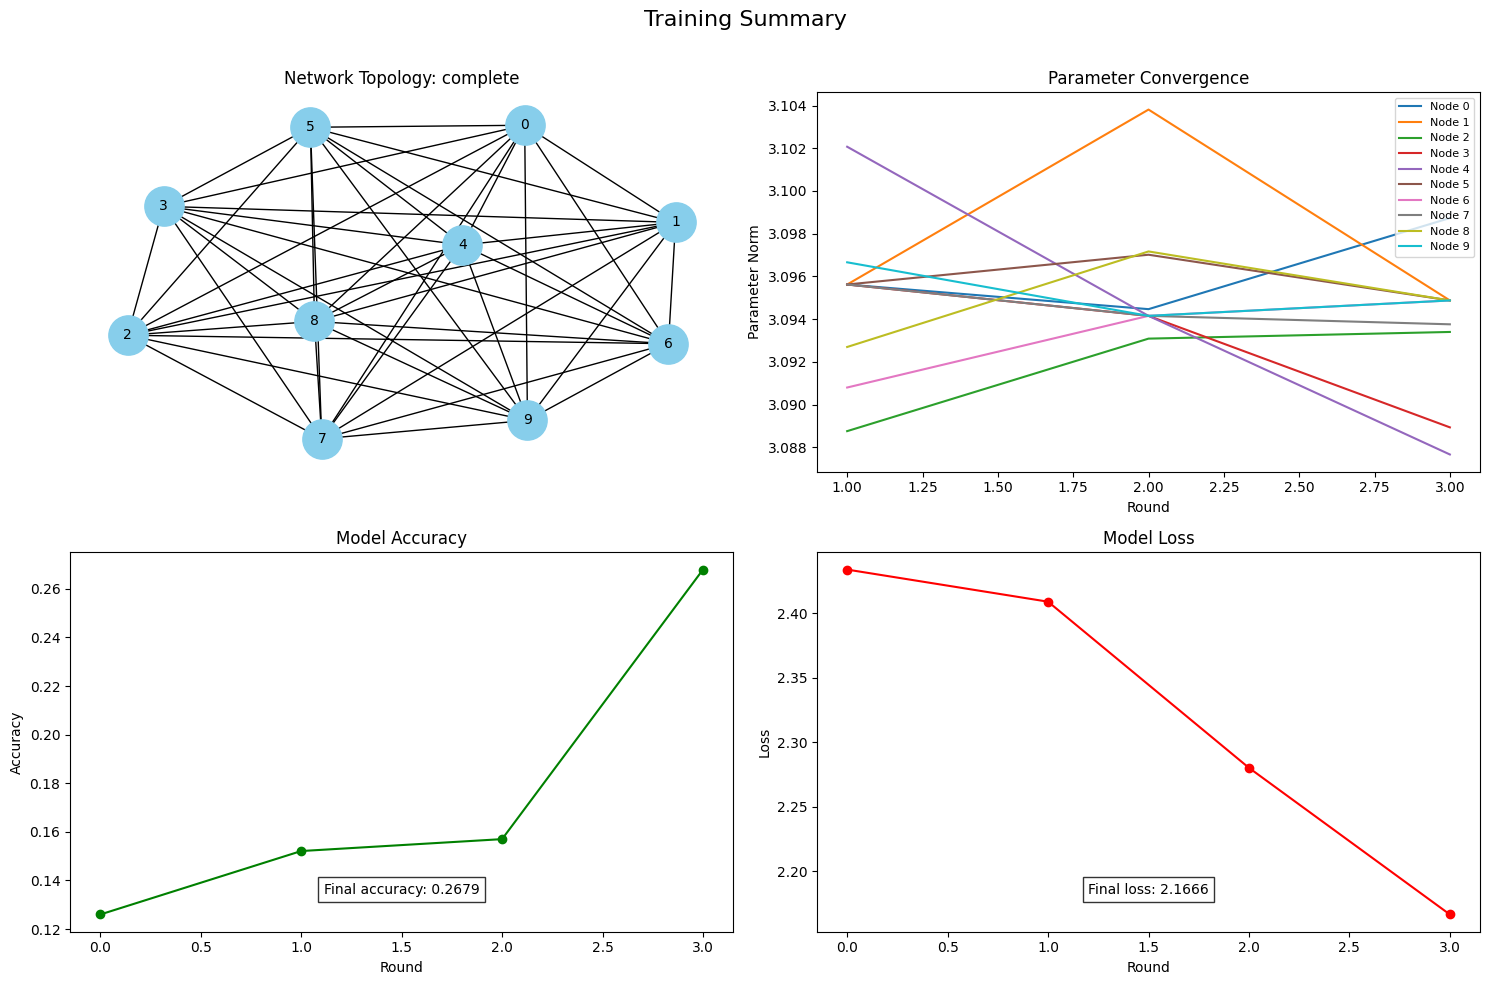 Training Summary
Network Topology: complete
5
0
3
1
4
8
2
6
9
7
Parameter Convergence
Parameter Norm
3.104
3.102
3.100
3.098
3.096
3.094
3.092
3.090
3.088
1.00 1.25 1.50 1.75 2.00 2.25 2.50 2.75 3.00
Round
Node 0
Node 1
Node 2
Node 3
Node 4
Node 5
Node 6
Node 7
Node 8
Node 9
Model Accuracy
Accuracy
0.26
0.24
0.22
0.20
0.18
0.16
0.14
0.12
Final accuracy: 0.2679
0.0 0.5 1.0 1.5 2.0 2.5 3.0
Round
Model Loss
Loss
2.40
2.35
2.30
2.25
2.20
Final loss: 2.1666
0.0 0.5 1.0 1.5 2.0 2.5 3.0
Round